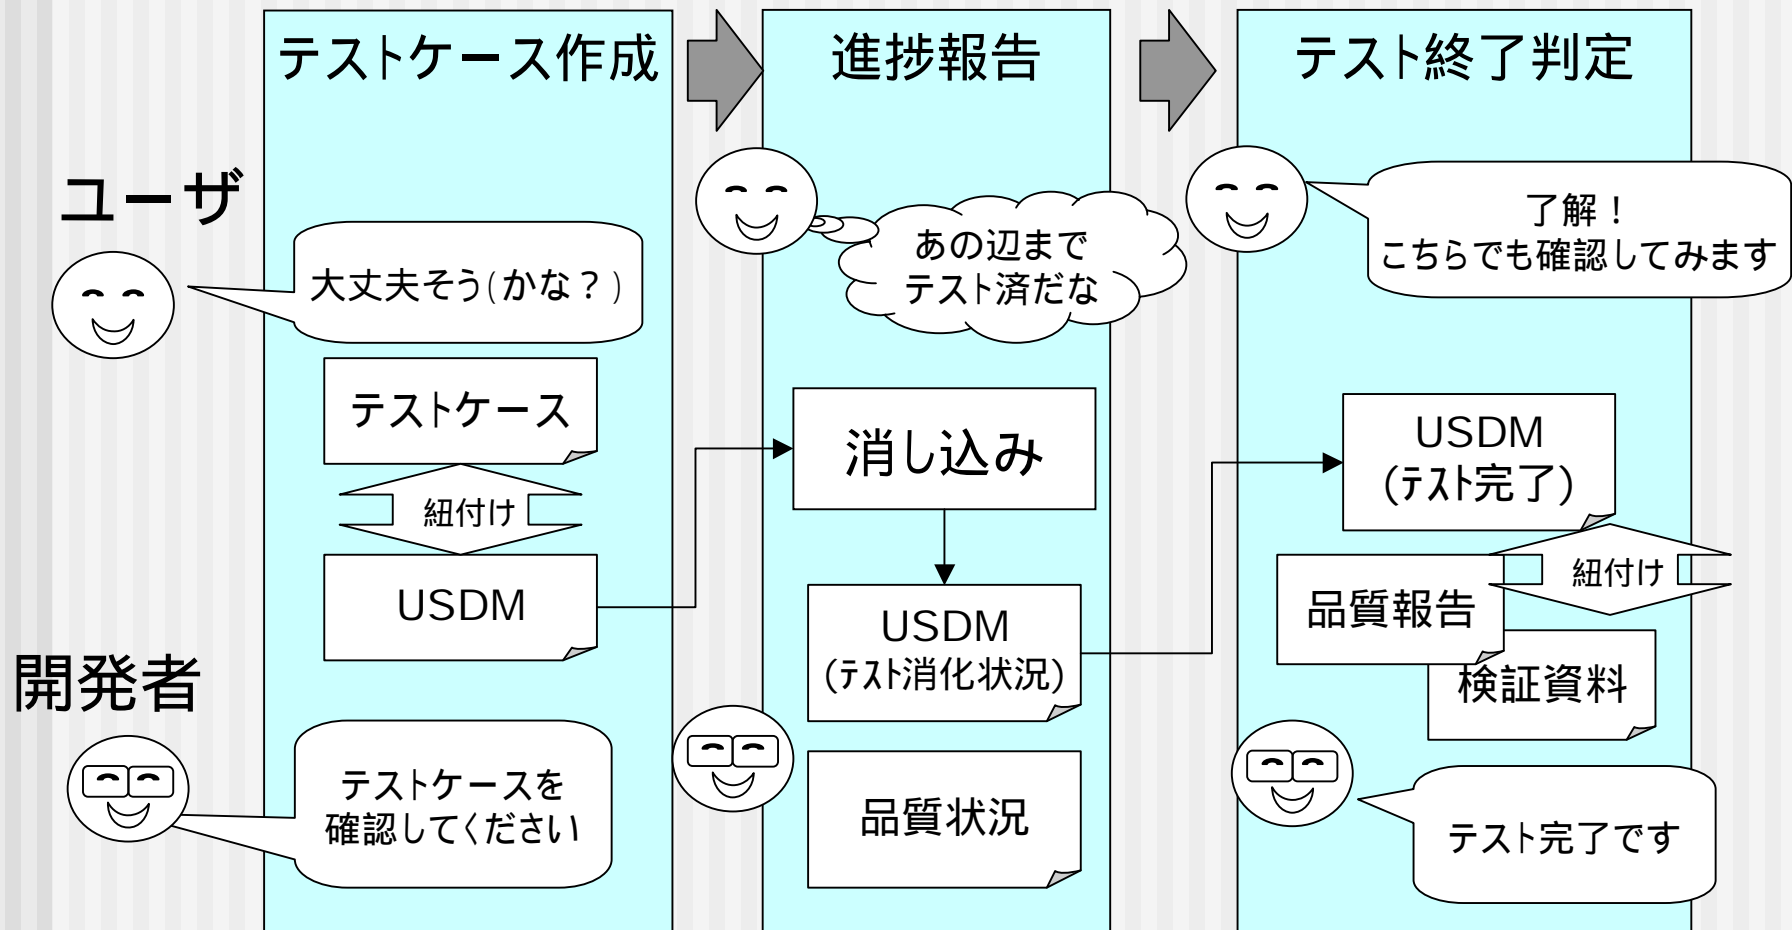 テストケース作成
進捗報告
テスト終了判定
ユーザ
大丈夫そう(かな？)
あの辺まで
テスト済だな
了解！
こちらでも確認してみます
テストケース
紐付け
USDM
消し込み
USDM
(ﾃｽﾄ消化状況)
品質状況
USDM
(ﾃｽﾄ完了)
紐付け
品質報告
検証資料
開発者
テストケースを
確認してください
テスト完了です